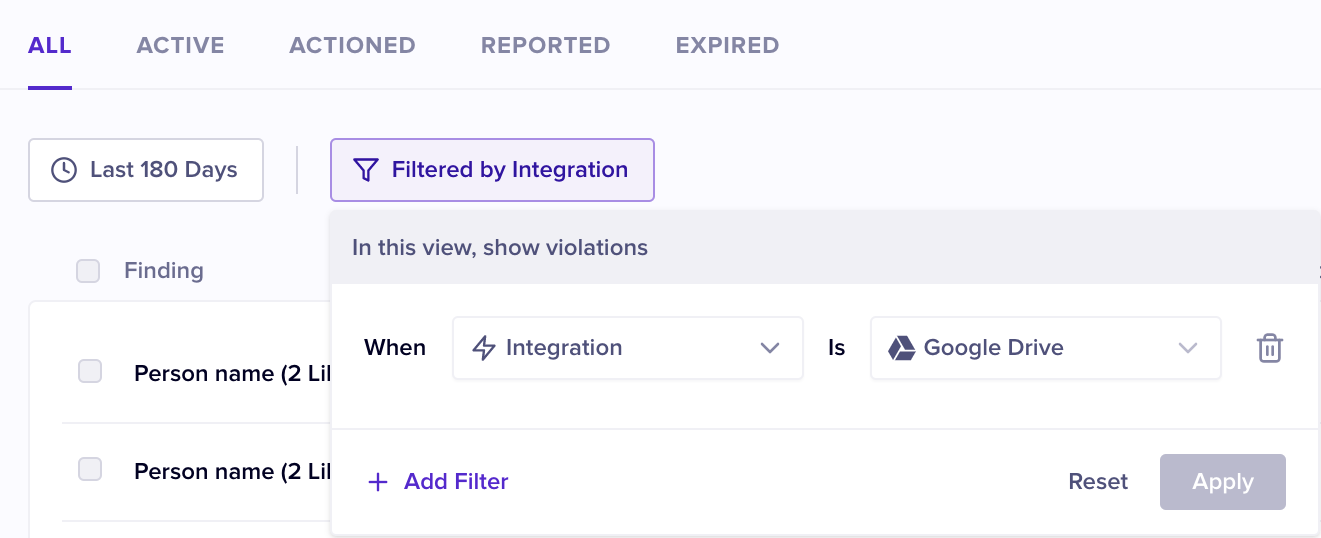 ALL ACTIVE ACTIONED REPORTED EXPIRED
Last 180 Days Filtered by Integration
In this view, show violations
Finding
When Integration Is Google Drive
Person name (2 Lil
Person name (2 Lil
+ Add Filter Reset Apply